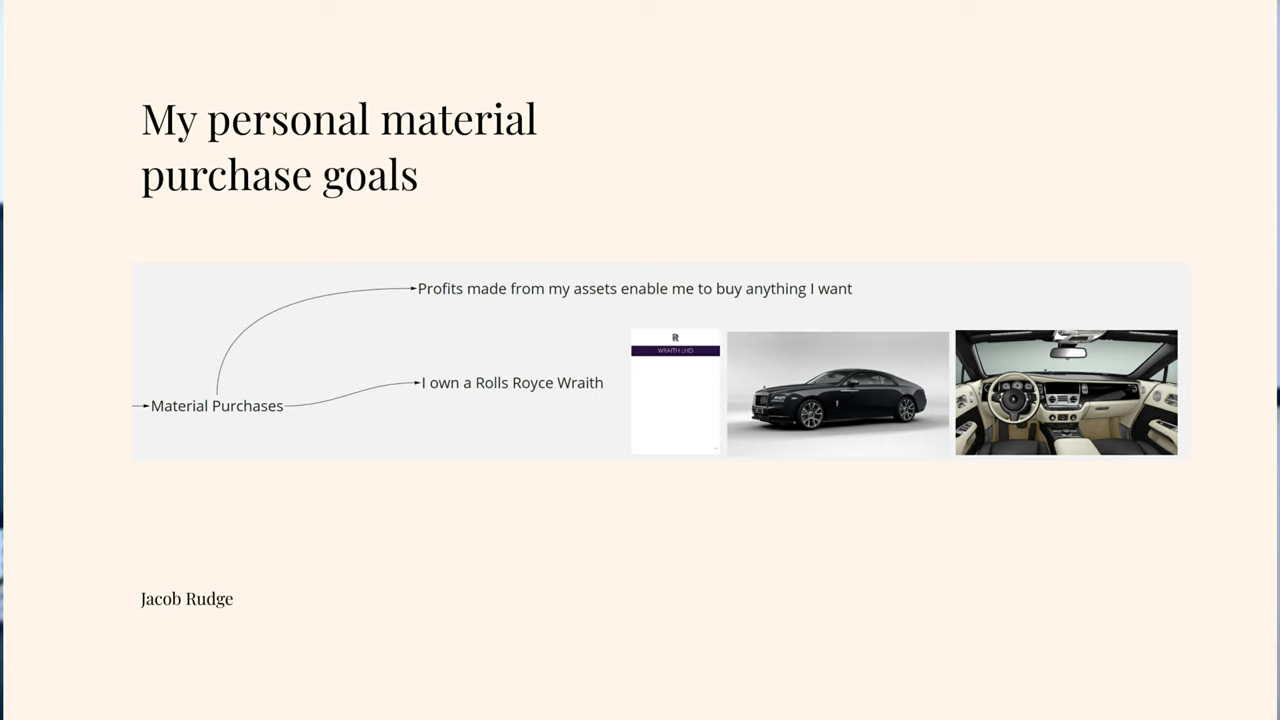 My personal material
purchase goals
Profits made from my assets enable me to buy anything I want
R
WRAITH LHD
I own a Rolls Royce Wraith
Material Purchases
Jacob Rudge